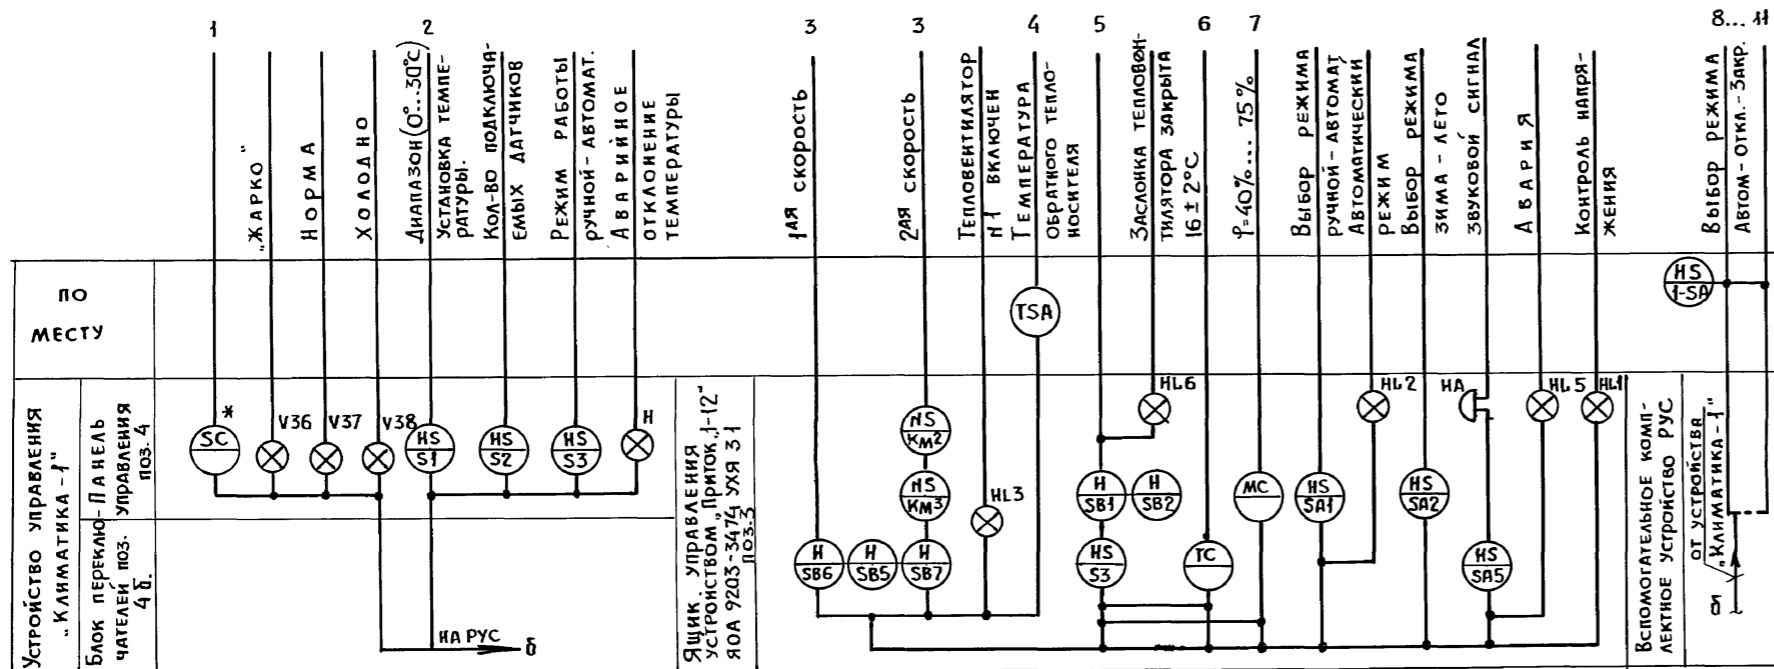 1
2
3
3
4
5
6
7
8... 11
„ЖАРКО"
НОРМА
ХОЛОДНО
Диапазон (0°...30°С)
Установка темпе-
ратуры.
Кол-во подключа-
емых датчиков
Режим работы
ручной-автомат.
Аварийное
отклонение
температуры
1АЯ скорость
2АЯ скорость
Тепловентилятор
N1 включен
Температура
обратного тепло-
носителя
Заслонка тепловен-
тилятора закрыта
16±2°С
φ=40%... 75%
Выбор режима
ручной-автомат
Автоматический
режим
Выбор режима
зима-лето
звуковой сигнал
Авария
Контроль напря-
жения
Выбор режима
Автом-откл.-Закр.
ПО
МЕСТУ
HS
1-SA
TSA
Устройство управления
„Климатика-1"
Панель
управления
поз. 4
Блок переклю-
чателей поз.
4б.
SC
*
V36
V37
V38
HS
S1
HS
S2
HS
S3
H
НА РУС
б
Ящик управления
устройством „Приток„1-12"
ЯОА 9203-3474 УХЯ 31
поз.3
H
SB6
H
SB5
NS
КМ2
NS
КМ3
H
SB7
HL3
HL6
H
SB1
H
SB2
HS
S3
TC
MC
HS
SA1
HL2
HS
SA2
HA
HS
SA5
HL5
HL1
Вспомогательное комп-
лектное устройство РУС
от устройства
„Климатика-1"